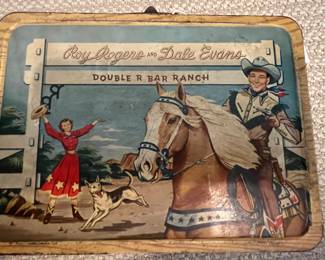 Roy Rogers AND Dale Evans
DOUBLE R BAR RANCH